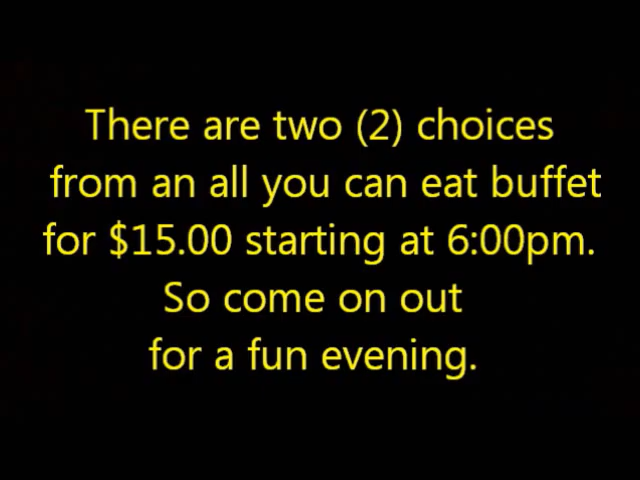 There are two (2) choices
from an all you can eat buffet
for $15.00 starting at 6:00pm.
So come on out
for a fun evening.